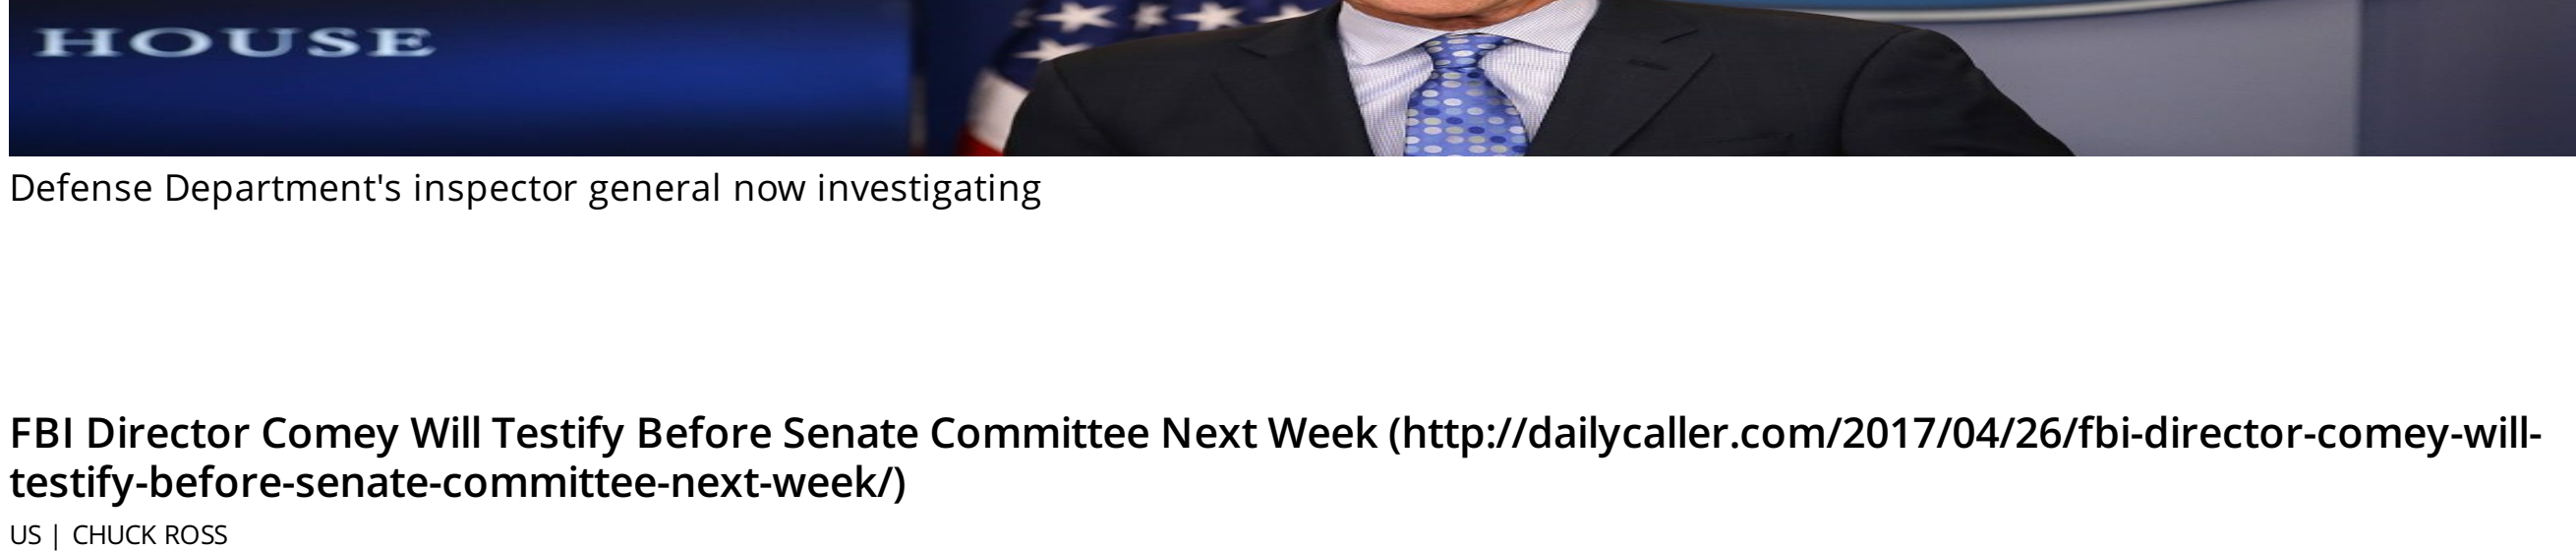 HOUSE
Defense Department's inspector general now investigating
FBI Director Comey Will Testify Before Senate Committee Next Week (http://dailycaller.com/2017/04/26/fbi-director-comey-will-
testify-before-senate-committee-next-week/)
US | CHUCK ROSS